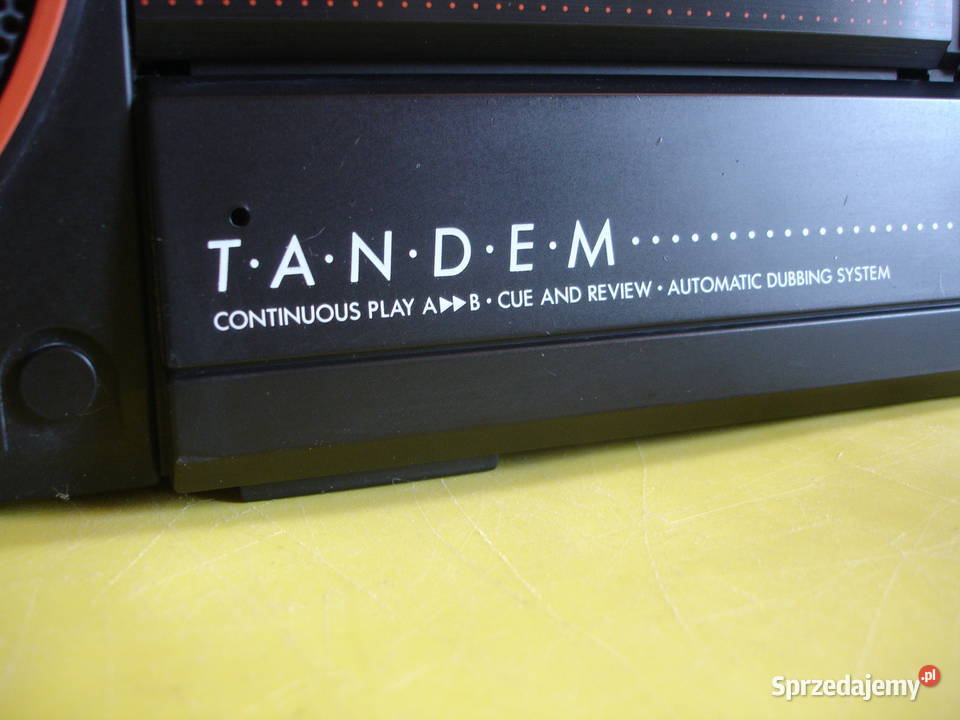 T·A·N·D·E·M
CONTINUOUS PLAY A▶▶B · CUE AND REVIEW · AUTOMATIC DUBBING SYSTEM
Sprzedajemy.pl